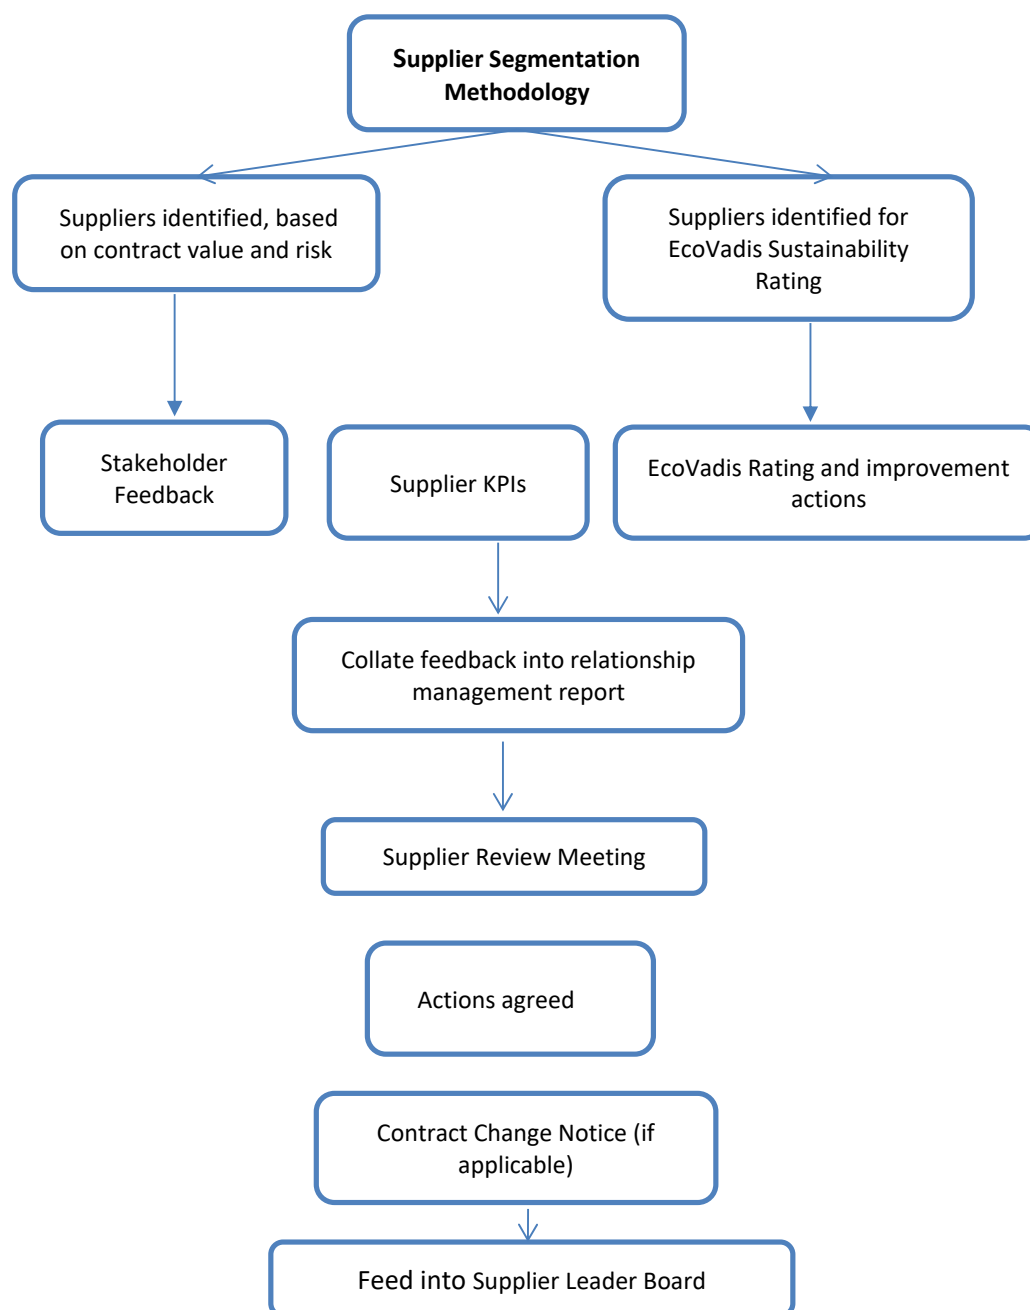 Supplier Segmentation
Methodology
Suppliers identified, based
on contract value and risk
Suppliers identified for
EcoVadis Sustainability
Rating
Stakeholder
Feedback
Supplier KPIs
EcoVadis Rating and improvement
actions
Collate feedback into relationship
management report
Supplier Review Meeting
Actions agreed
Contract Change Notice (if
applicable)
Feed into Supplier Leader Board